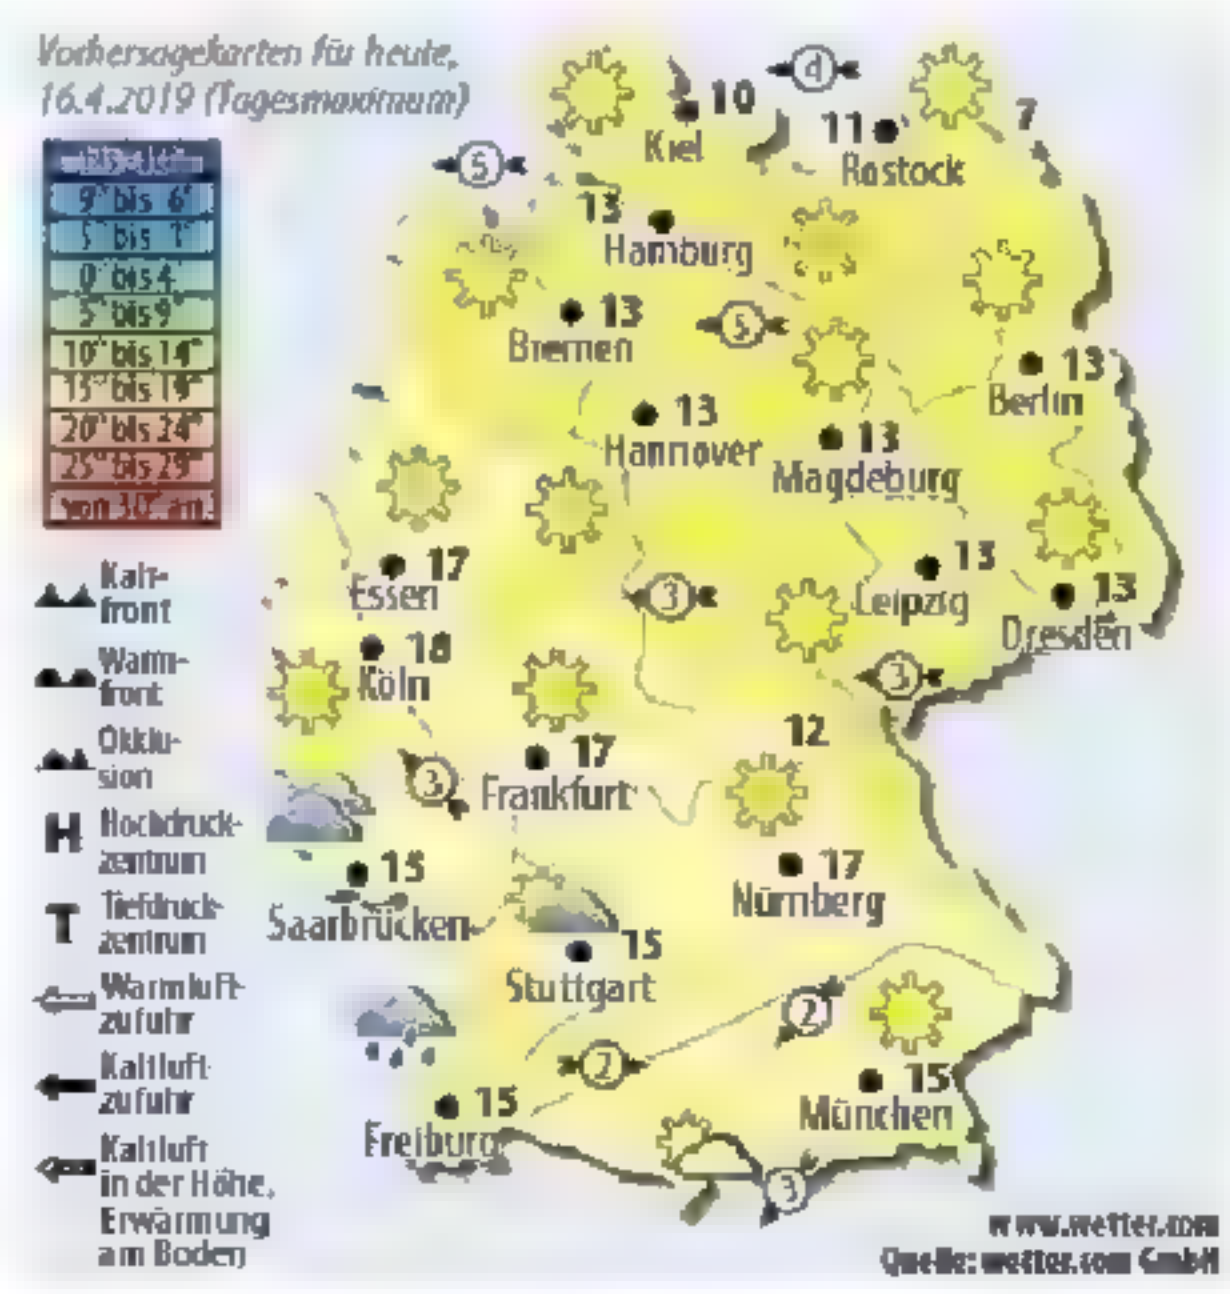 Vorhersagekarten für heute,
16.4.2019 (Tagesmaximum)
9° bis 6°
5° bis 1°
0° bis 4°
5° bis 9°
10° bis 14°
15° bis 19°
20° bis 24°
25° bis 29°
von 30° an
Kalt-
front
Warm-
front
Okklu-
sion
H Hochdruck-
zentrum
T Tiefdruck-
zentrum
Warmluft-
zufuhr
Kaltluft-
zufuhr
Kaltluft
in der Höhe,
Erwärmung
am Boden
10
Kiel
4
11
Rostock
7
5
13
Hamburg
13
Bremen
5
13
Berlin
13
Hannover
13
Magdeburg
17
Essen
3
13
Leipzig
13
Dresden
18
Köln
3
12
17
Frankfurt
3
15
Saarbrücken
17
Nürnberg
15
Stuttgart
2
2
15
Freiburg
15
München
3
www.wetter.com
Quelle: wetter.com GmbH